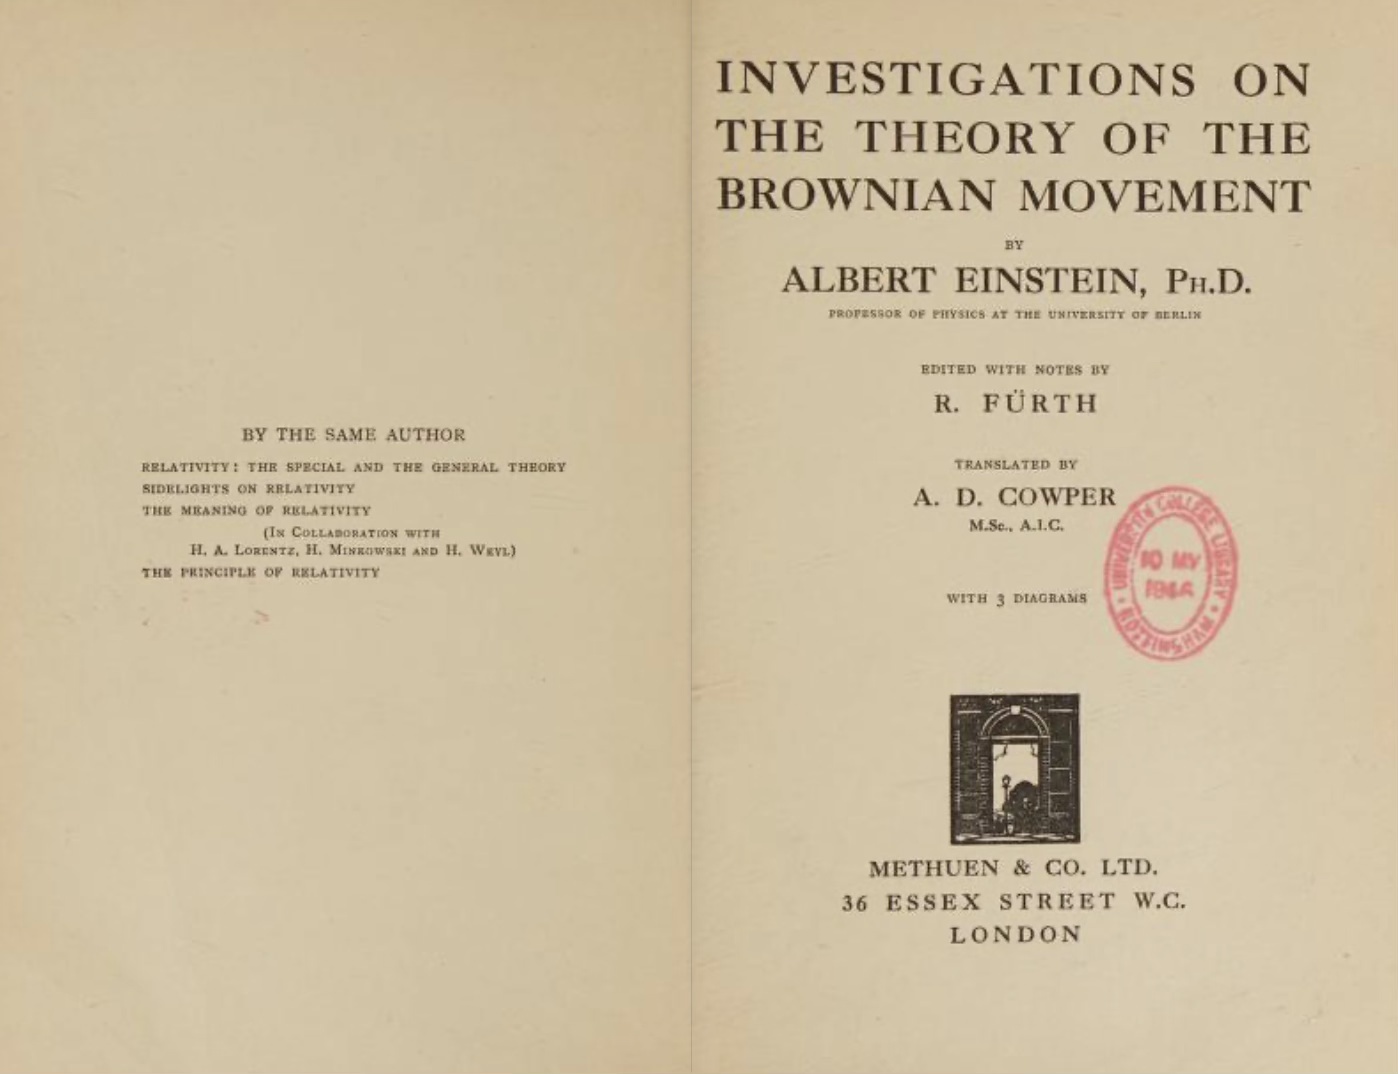 BY THE SAME AUTHOR
RELATIVITY: THE SPECIAL AND THE GENERAL THEORY
SIDELIGHTS ON RELATIVITY
THE MEANING OF RELATIVITY
(In Collaboration with
H. A. Lorentz, H. Minkowski and H. Weyl)
THE PRINCIPLE OF RELATIVITY
INVESTIGATIONS ON
THE THEORY OF THE
BROWNIAN MOVEMENT
BY
ALBERT EINSTEIN, Ph.D.
PROFESSOR OF PHYSICS AT THE UNIVERSITY OF BERLIN
EDITED WITH NOTES BY
R. FÜRTH
TRANSLATED BY
A. D. COWPER
M.Sc., A.I.C.
UNIVERSITY COLLEGE LIBRARY
10 MY
NOTTINGHAM
WITH 3 DIAGRAMS
METHUEN & CO. LTD.
36 ESSEX STREET W.C.
LONDON